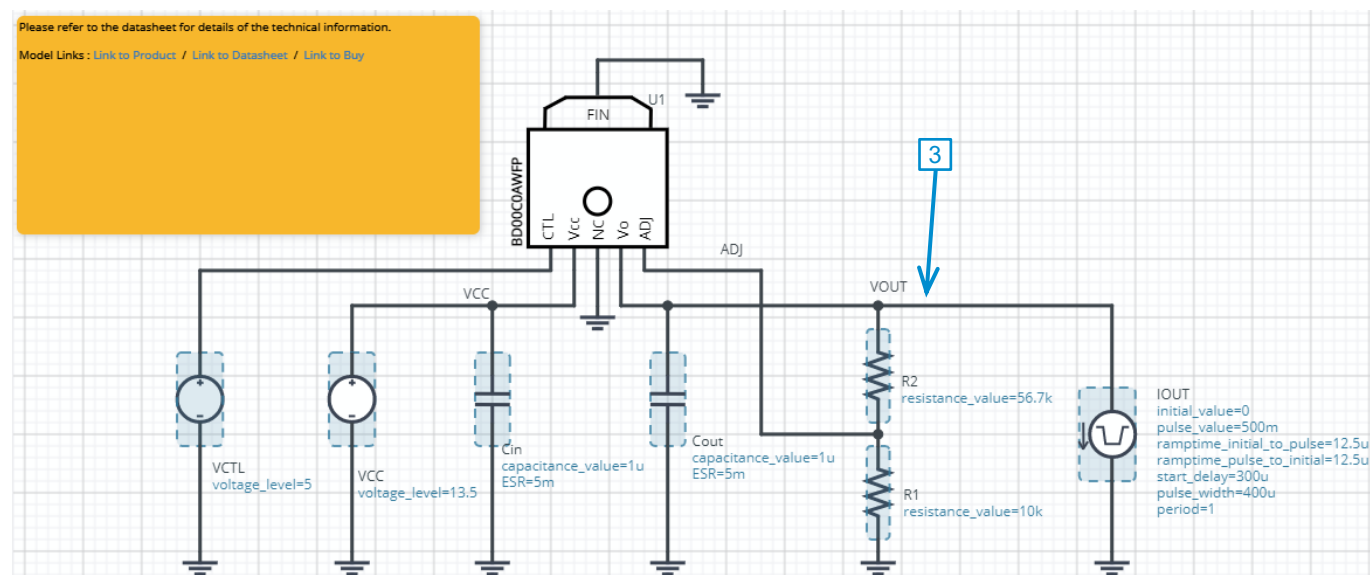 Please refer to the datasheet for details of the technical information.
Model Links : Link to Product / Link to Datasheet / Link to Buy
U1
FIN
3
BD00C0AWFP
CTL
Vcc
NC
Vo
ADJ
ADJ
VCC
VOUT
R2
resistance_value=56.7k
IOUT
initial_value=0
pulse_value=500m
ramptime_initial_to_pulse=12.5u
ramptime_pulse_to_initial=12.5u
start_delay=300u
pulse_width=400u
period=1
Cout
capacitance_value=1u
ESR=5m
Cin
capacitance_value=1u
ESR=5m
VCTL
voltage_level=5
VCC
voltage_level=13.5
R1
resistance_value=10k